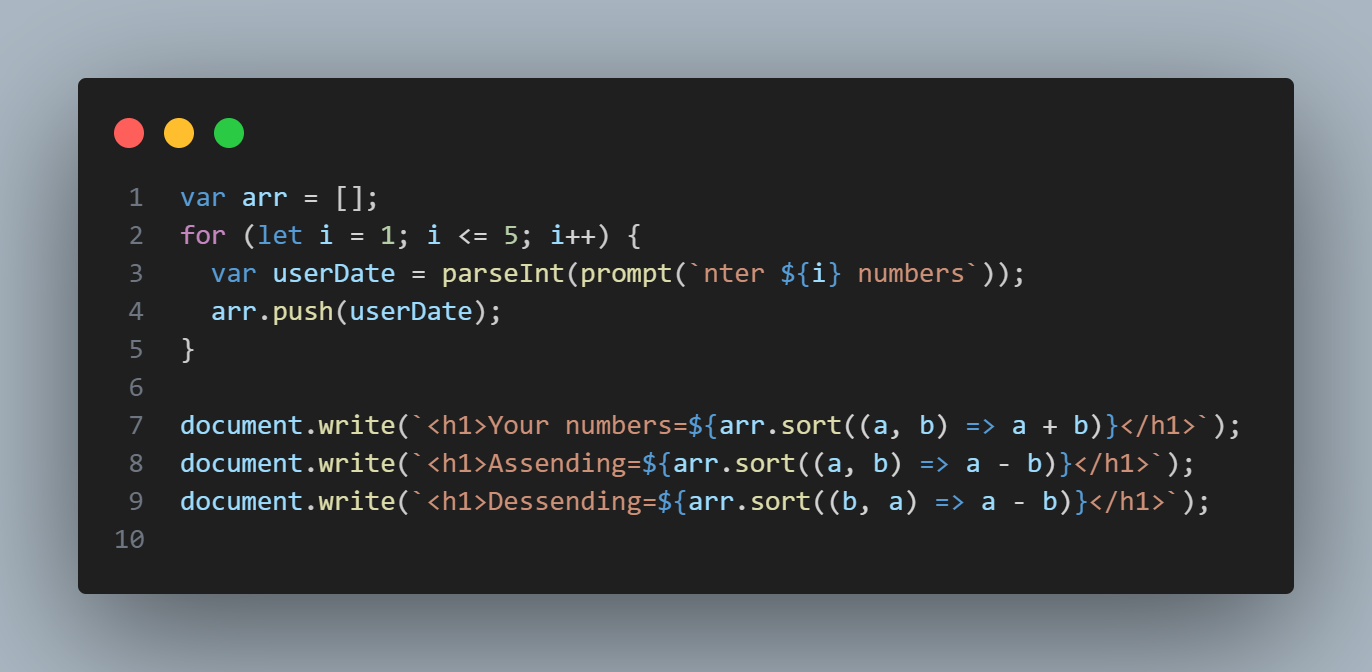 1 var arr = [];
2 for (let i = 1; i <= 5; i++) {
3   var userDate = parseInt(prompt(`nter ${i} numbers`));
4   arr.push(userDate);
5 }
6
7 document.write(`<h1>Your numbers=${arr.sort((a, b) => a + b)}</h1>`);
8 document.write(`<h1>Assending=${arr.sort((a, b) => a - b)}</h1>`);
9 document.write(`<h1>Dessending=${arr.sort((b, a) => a - b)}</h1>`);
10